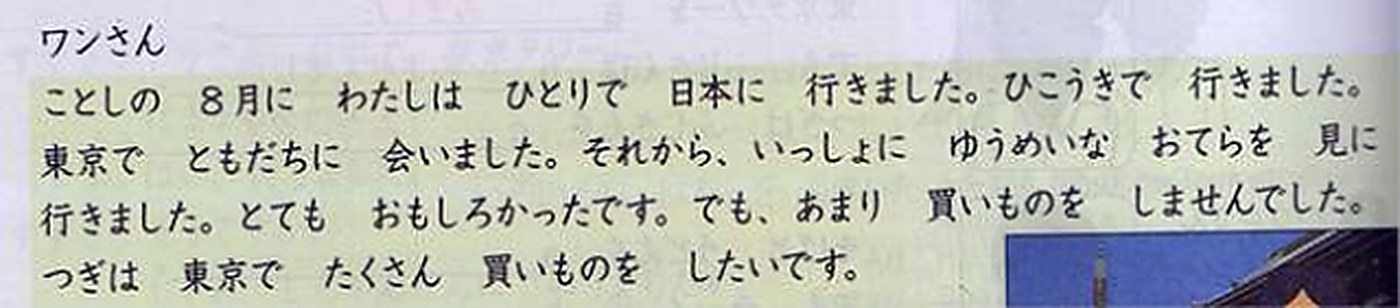 ワンさん
ことしの 8月に わたしは ひとりで 日本に 行きました。ひこうきで 行きました。
東京で ともだちに 会いました。それから、いっしょに ゆうめいな おてらを 見に
行きました。とても おもしろかったです。でも、あまり 買いものを しませんでした。
つぎは 東京で たくさん 買いものを したいです。